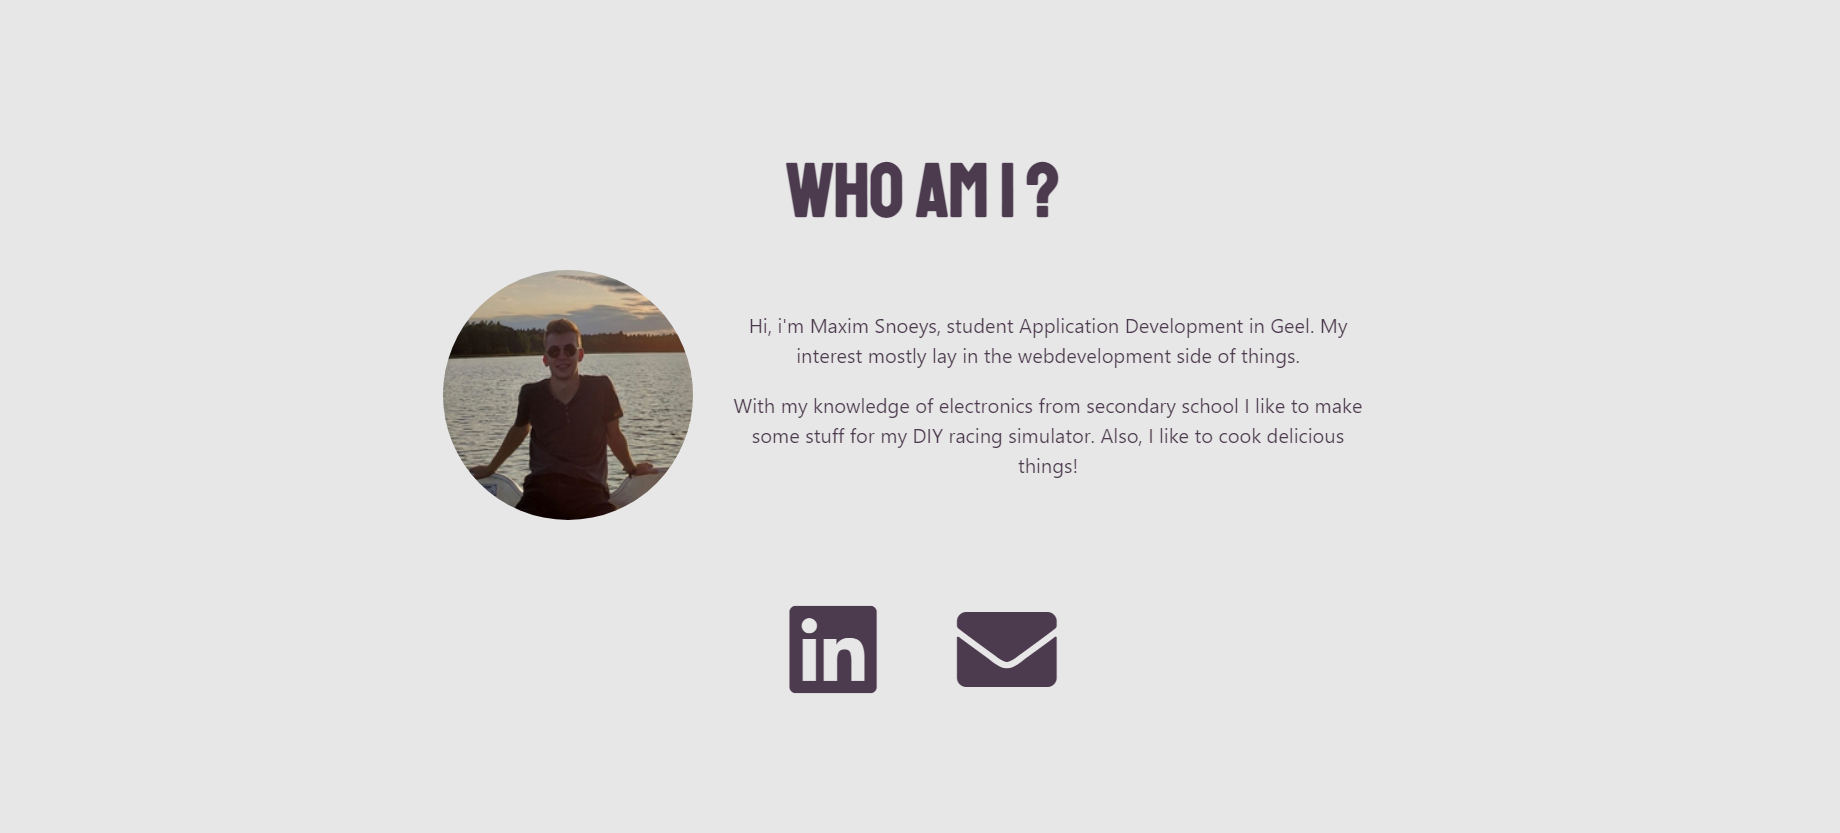 WHO AM I ?
Hi, i'm Maxim Snoeys, student Application Development in Geel. My
interest mostly lay in the webdevelopment side of things.
With my knowledge of electronics from secondary school I like to make
some stuff for my DIY racing simulator. Also, I like to cook delicious
things!
in